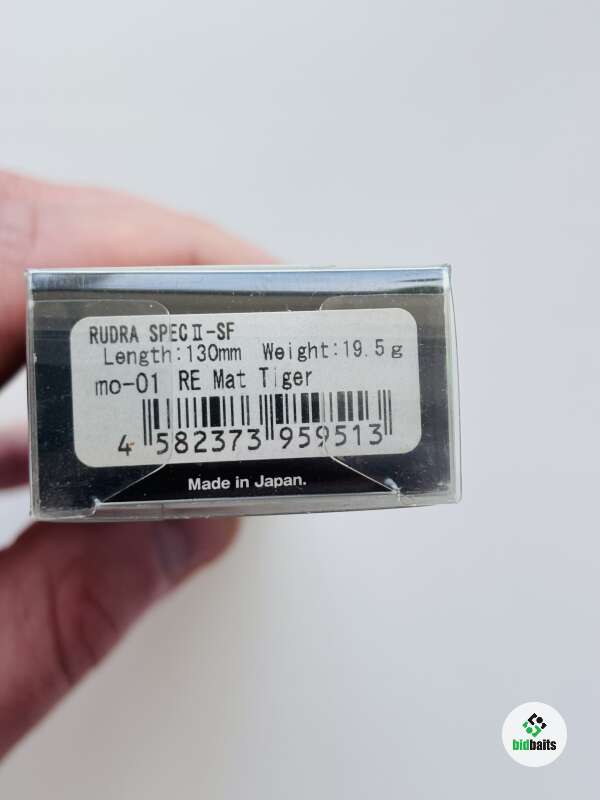 RUDRA SPECⅡ-SF
Length:130mm Weight:19.5g
mo-01 RE Mat Tiger
4 582373 959513
Made in Japan.
bidbaits